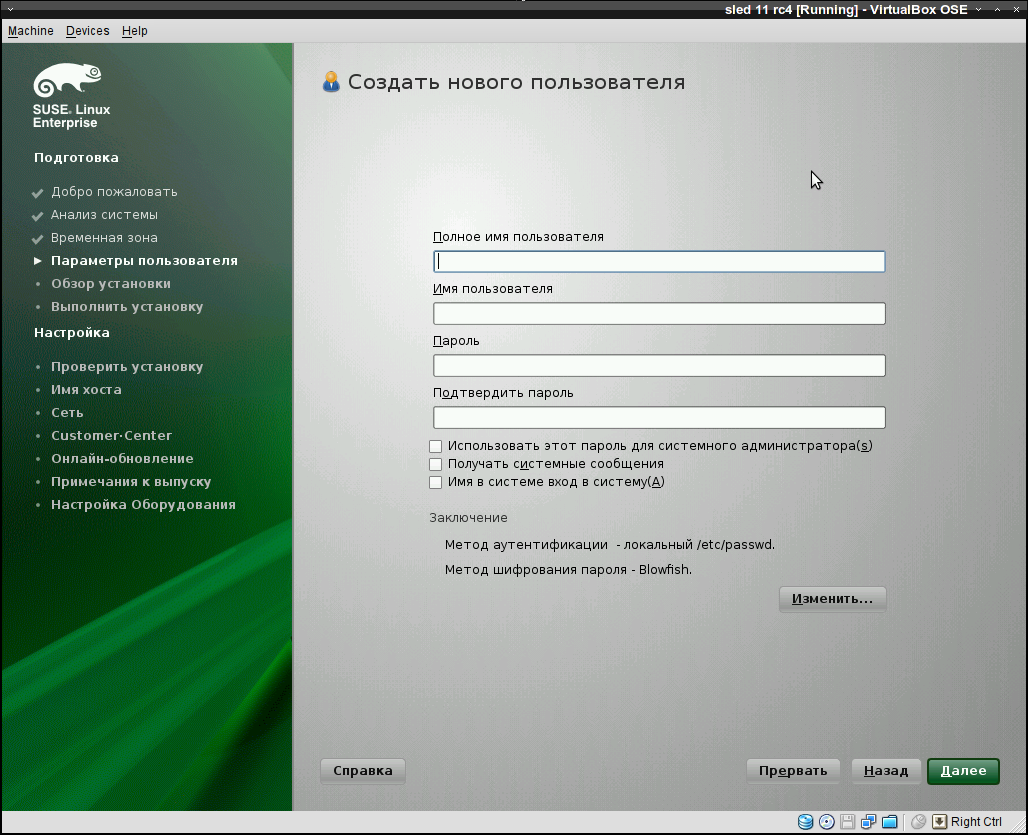 sled 11 rc4 [Running] - VirtualBox OSE
Machine Devices Help
SUSE. Linux
Enterprise
Подготовка
Добро пожаловать
Анализ системы
Временная зона
Параметры пользователя
Обзор установки
Выполнить установку
Настройка
Проверить установку
Имя хоста
Сеть
Customer-Center
Онлайн-обновление
Примечания к выпуску
Настройка Оборудования
Создать нового пользователя
Полное имя пользователя
Имя пользователя
Пароль
Подтвердить пароль
Использовать этот пароль для системного администратора(s)
Получать системные сообщения
Имя в системе вход в систему(A)
Заключение
Метод аутентификации - локальный /etc/passwd.
Метод шифрования пароля - Blowfish.
Изменить...
Справка
Прервать
Назад
Далее
Right Ctrl